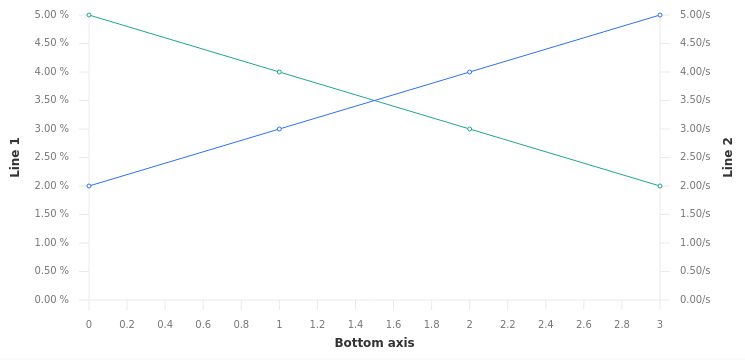 5.00 % 5.00/s
4.50 % 4.50/s
4.00 % 4.00/s
3.50 % 3.50/s
3.00 % 3.00/s
Line 1 Line 2
2.50 % 2.50/s
2.00 % 2.00/s
1.50 % 1.50/s
1.00 % 1.00/s
0.50 % 0.50/s
0.00 % 0.00/s
0 0.2 0.4 0.6 0.8 1 1.2 1.4 1.6 1.8 2 2.2 2.4 2.6 2.8 3
Bottom axis